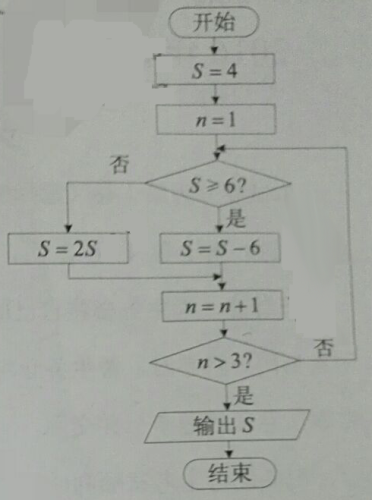 开始
S=4
n=1
否
S≥6?
是
S=2S
S=S-6
n=n+1
n>3?
否
是
输出 S
结束